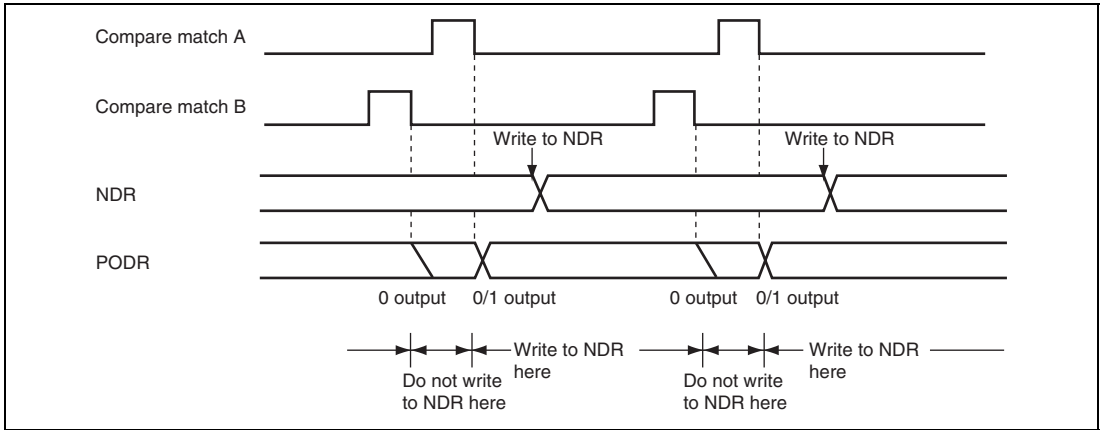 Compare match A
Compare match B
Write to NDR
Write to NDR
NDR
PODR
0 output
0/1 output
0 output
0/1 output
Write to NDR
here
Do not write
to NDR here
Write to NDR
here
Do not write
to NDR here